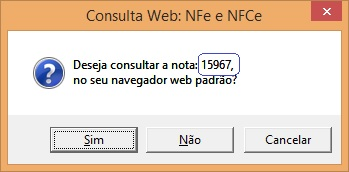 Consulta Web: NFe e NFCe
Deseja consultar a nota: 15967,
no seu navegador web padrão?
Sim
Não
Cancelar